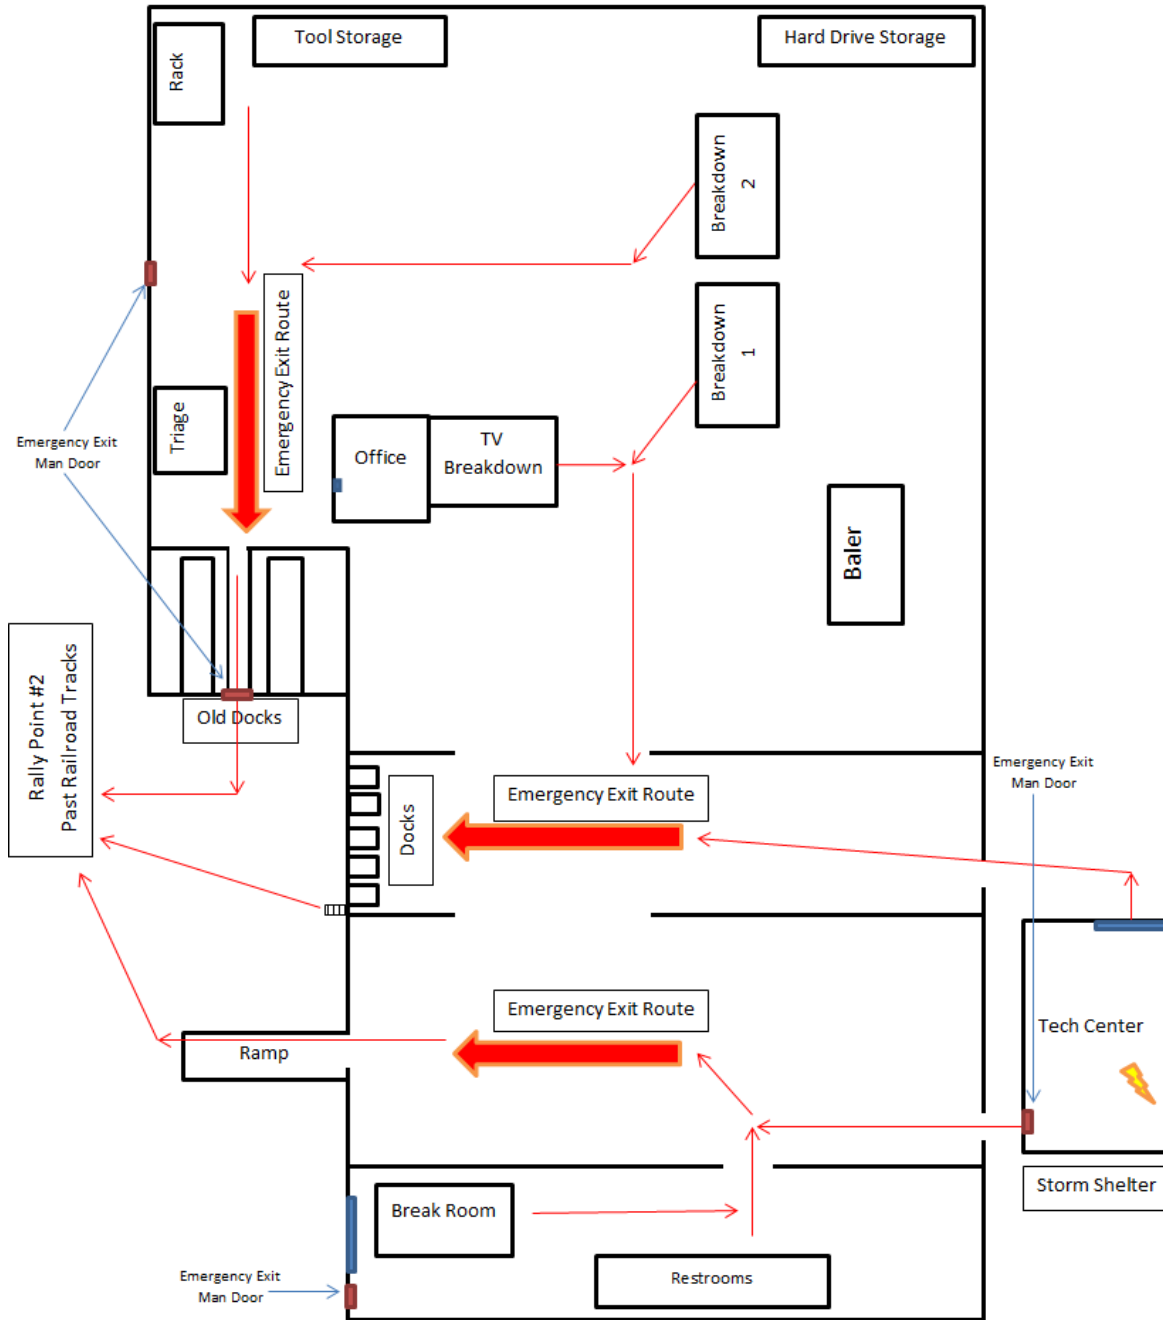 Tool Storage
Hard Drive Storage
Rack
Breakdown
2
Emergency Exit Route
Breakdown
1
Triage
Emergency Exit
Man Door
Office
TV
Breakdown
Baler
Rally Point #2
Past Railroad Tracks
Old Docks
Emergency Exit
Man Door
Emergency Exit Route
Docks
Emergency Exit Route
Ramp
Tech Center
Storm Shelter
Break Room
Restrooms
Emergency Exit
Man Door